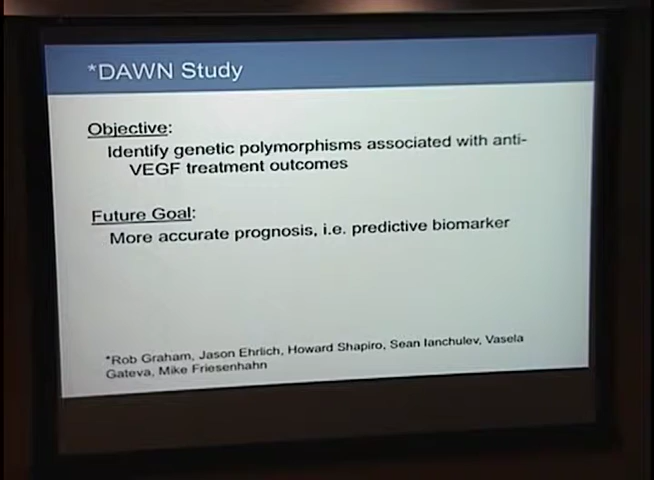 *DAWN Study
Objective:
Identify genetic polymorphisms associated with anti-
VEGF treatment outcomes
Future Goal:
More accurate prognosis, i.e. predictive biomarker
*Rob Graham, Jason Ehrlich, Howard Shapiro, Sean Ianchulev, Vasela
Gateva, Mike Friesenhahn